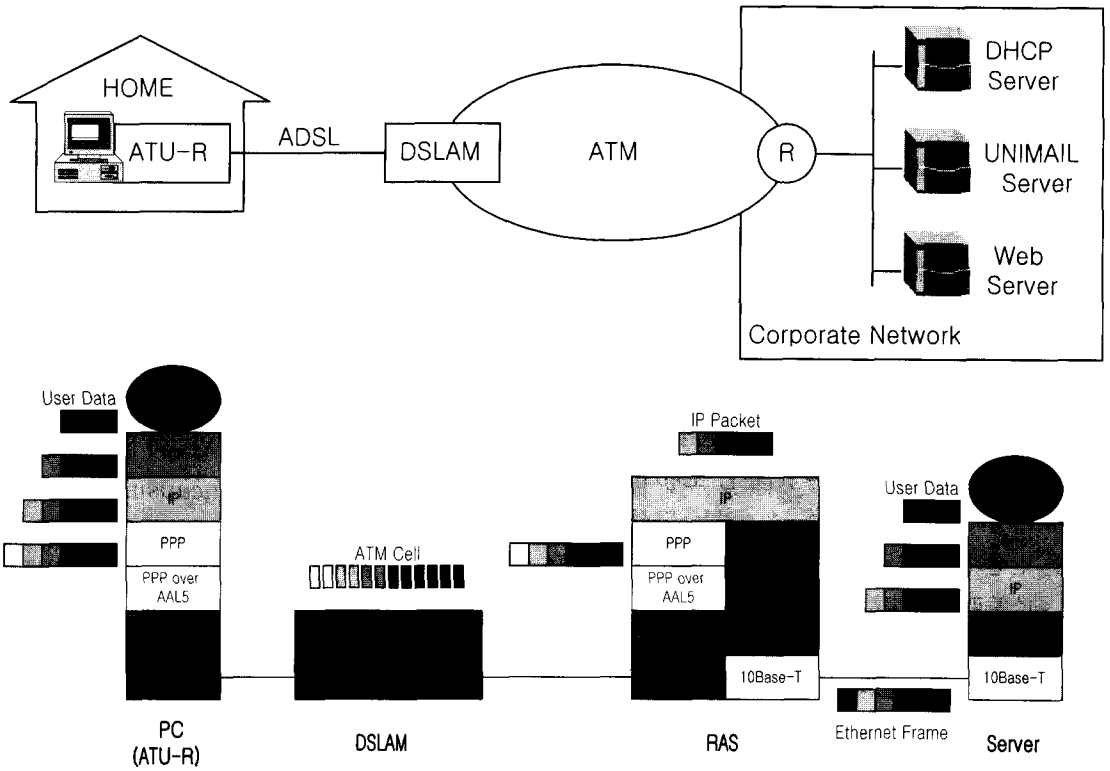 HOME
ATU-R
ADSL
DSLAM
ATM
R
DHCP
Server
UNIMAIL
Server
Web
Server
Corporate Network
User Data
IP
PPP
PPP over
AAL5
ATM Cell
IP Packet
IP
PPP
PPP over
AAL5
10Base-T
User Data
IP
10Base-T
Ethernet Frame
PC
(ATU-R)
DSLAM
RAS
Server